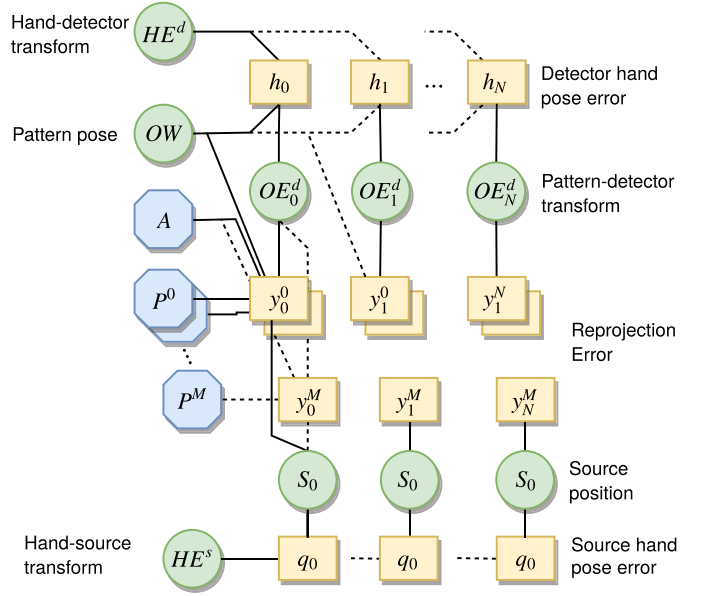 Hand-detector
transform
HE^d
h_0
h_1
...
h_N
Detector hand
pose error
Pattern pose
OW
OE_0^d
OE_1^d
OE_N^d
Pattern-detector
transform
A
P^0
y_0^0
y_1^0
y_1^N
Reprojection
Error
...
P^M
y_0^M
y_1^M
y_N^M
S_0
S_0
S_0
Source
position
Hand-source
transform
HE^s
q_0
q_0
q_0
Source hand
pose error